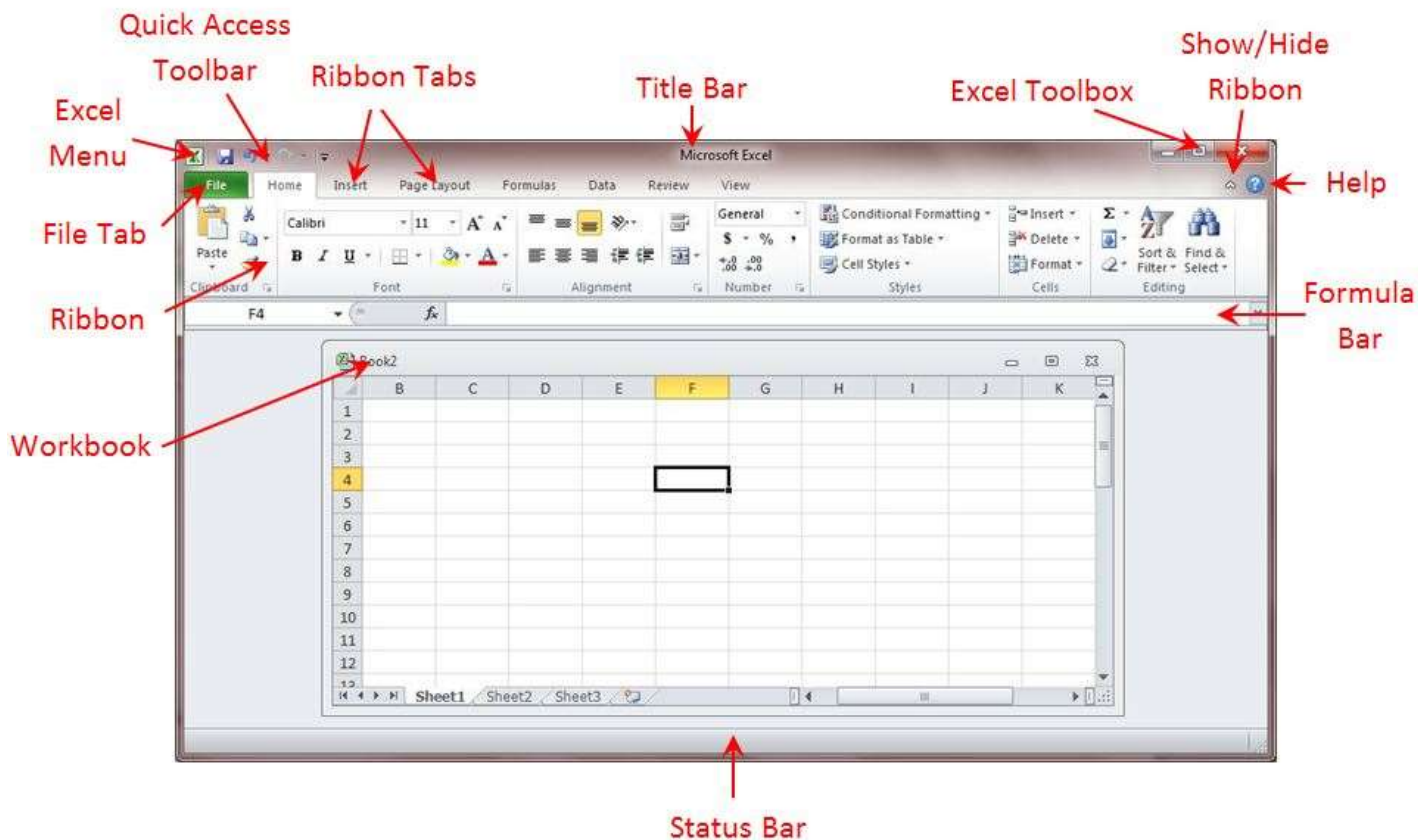 Quick Access
Toolbar
Ribbon Tabs
Title Bar
Excel Toolbox
Show/Hide
Ribbon
Excel
Menu
Microsoft Excel
File Home Insert Page Layout Formulas Data Review View
Help
File Tab
Calibri 11
General
Conditional Formatting
Insert
Σ
Paste
B I U
A
$ % ,
Format as Table
Delete
Sort & Find &
Cell Styles
Format
Filter Select
Clipboard Font Alignment Number Styles Cells Editing
Ribbon
F4 fx
Formula
Bar
Book2
B C D E F G H I J K
1
2
3
4
5
6
7
8
9
10
11
12
13
Workbook
Sheet1 Sheet2 Sheet3
Status Bar